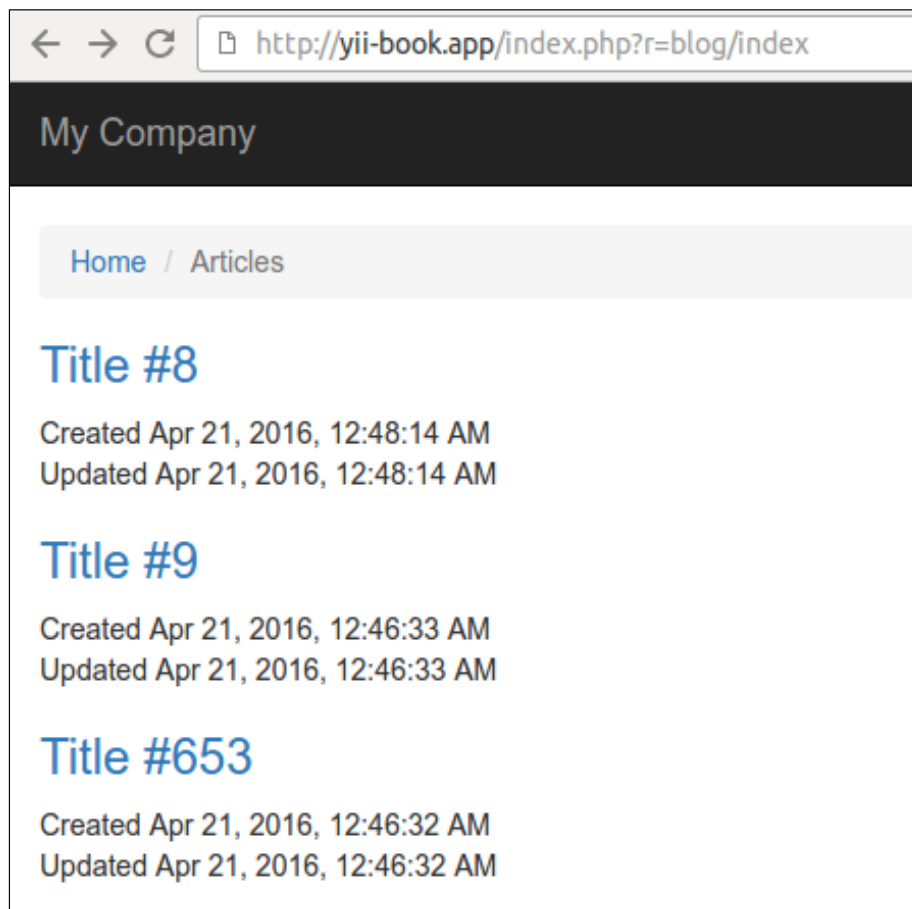 http://yii-book.app/index.php?r=blog/index
My Company
Home / Articles
Title #8
Created Apr 21, 2016, 12:48:14 AM
Updated Apr 21, 2016, 12:48:14 AM
Title #9
Created Apr 21, 2016, 12:46:33 AM
Updated Apr 21, 2016, 12:46:33 AM
Title #653
Created Apr 21, 2016, 12:46:32 AM
Updated Apr 21, 2016, 12:46:32 AM